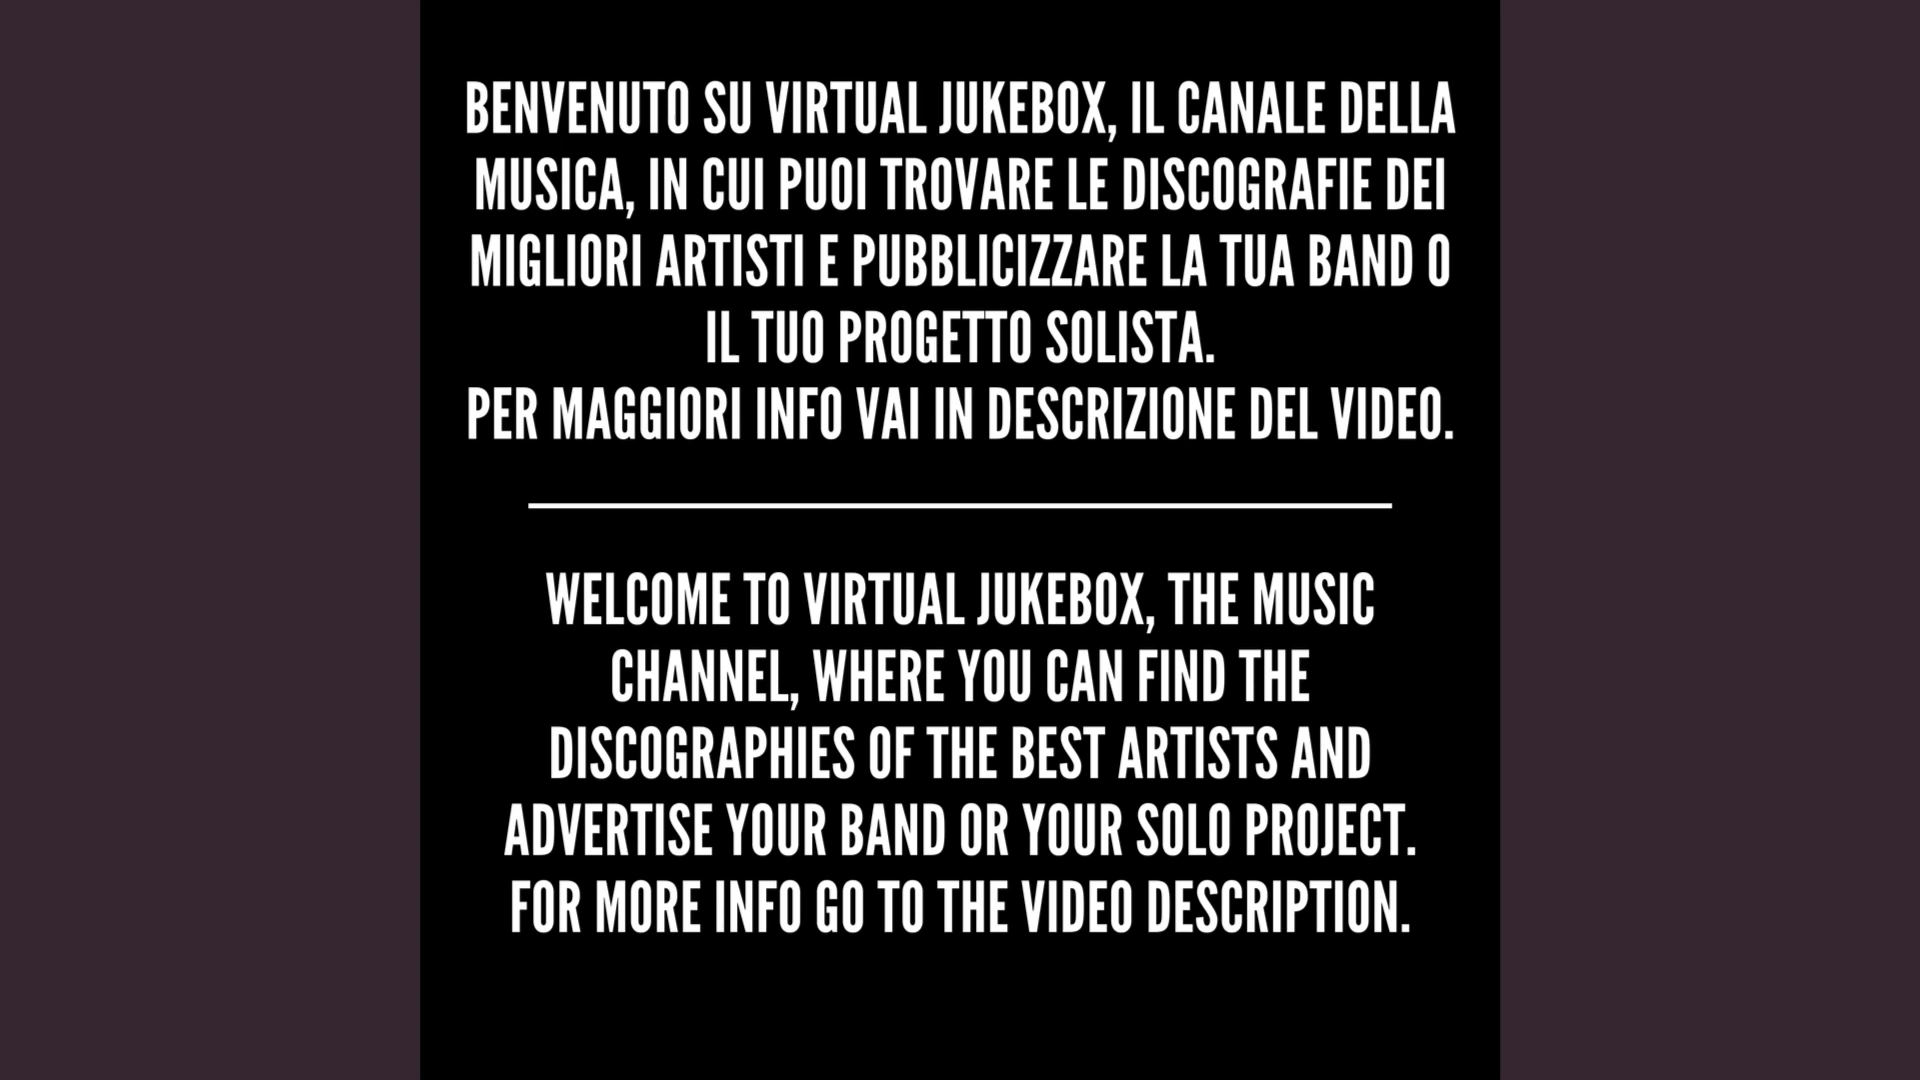 BENVENUTO SU VIRTUAL JUKEBOX, IL CANALE DELLA
MUSICA, IN CUI PUOI TROVARE LE DISCOGRAFIE DEI
MIGLIORI ARTISTI E PUBBLICIZZARE LA TUA BAND O
IL TUO PROGETTO SOLISTA.
PER MAGGIORI INFO VAI IN DESCRIZIONE DEL VIDEO.
WELCOME TO VIRTUAL JUKEBOX, THE MUSIC
CHANNEL, WHERE YOU CAN FIND THE
DISCOGRAPHIES OF THE BEST ARTISTS AND
ADVERTISE YOUR BAND OR YOUR SOLO PROJECT.
FOR MORE INFO GO TO THE VIDEO DESCRIPTION.